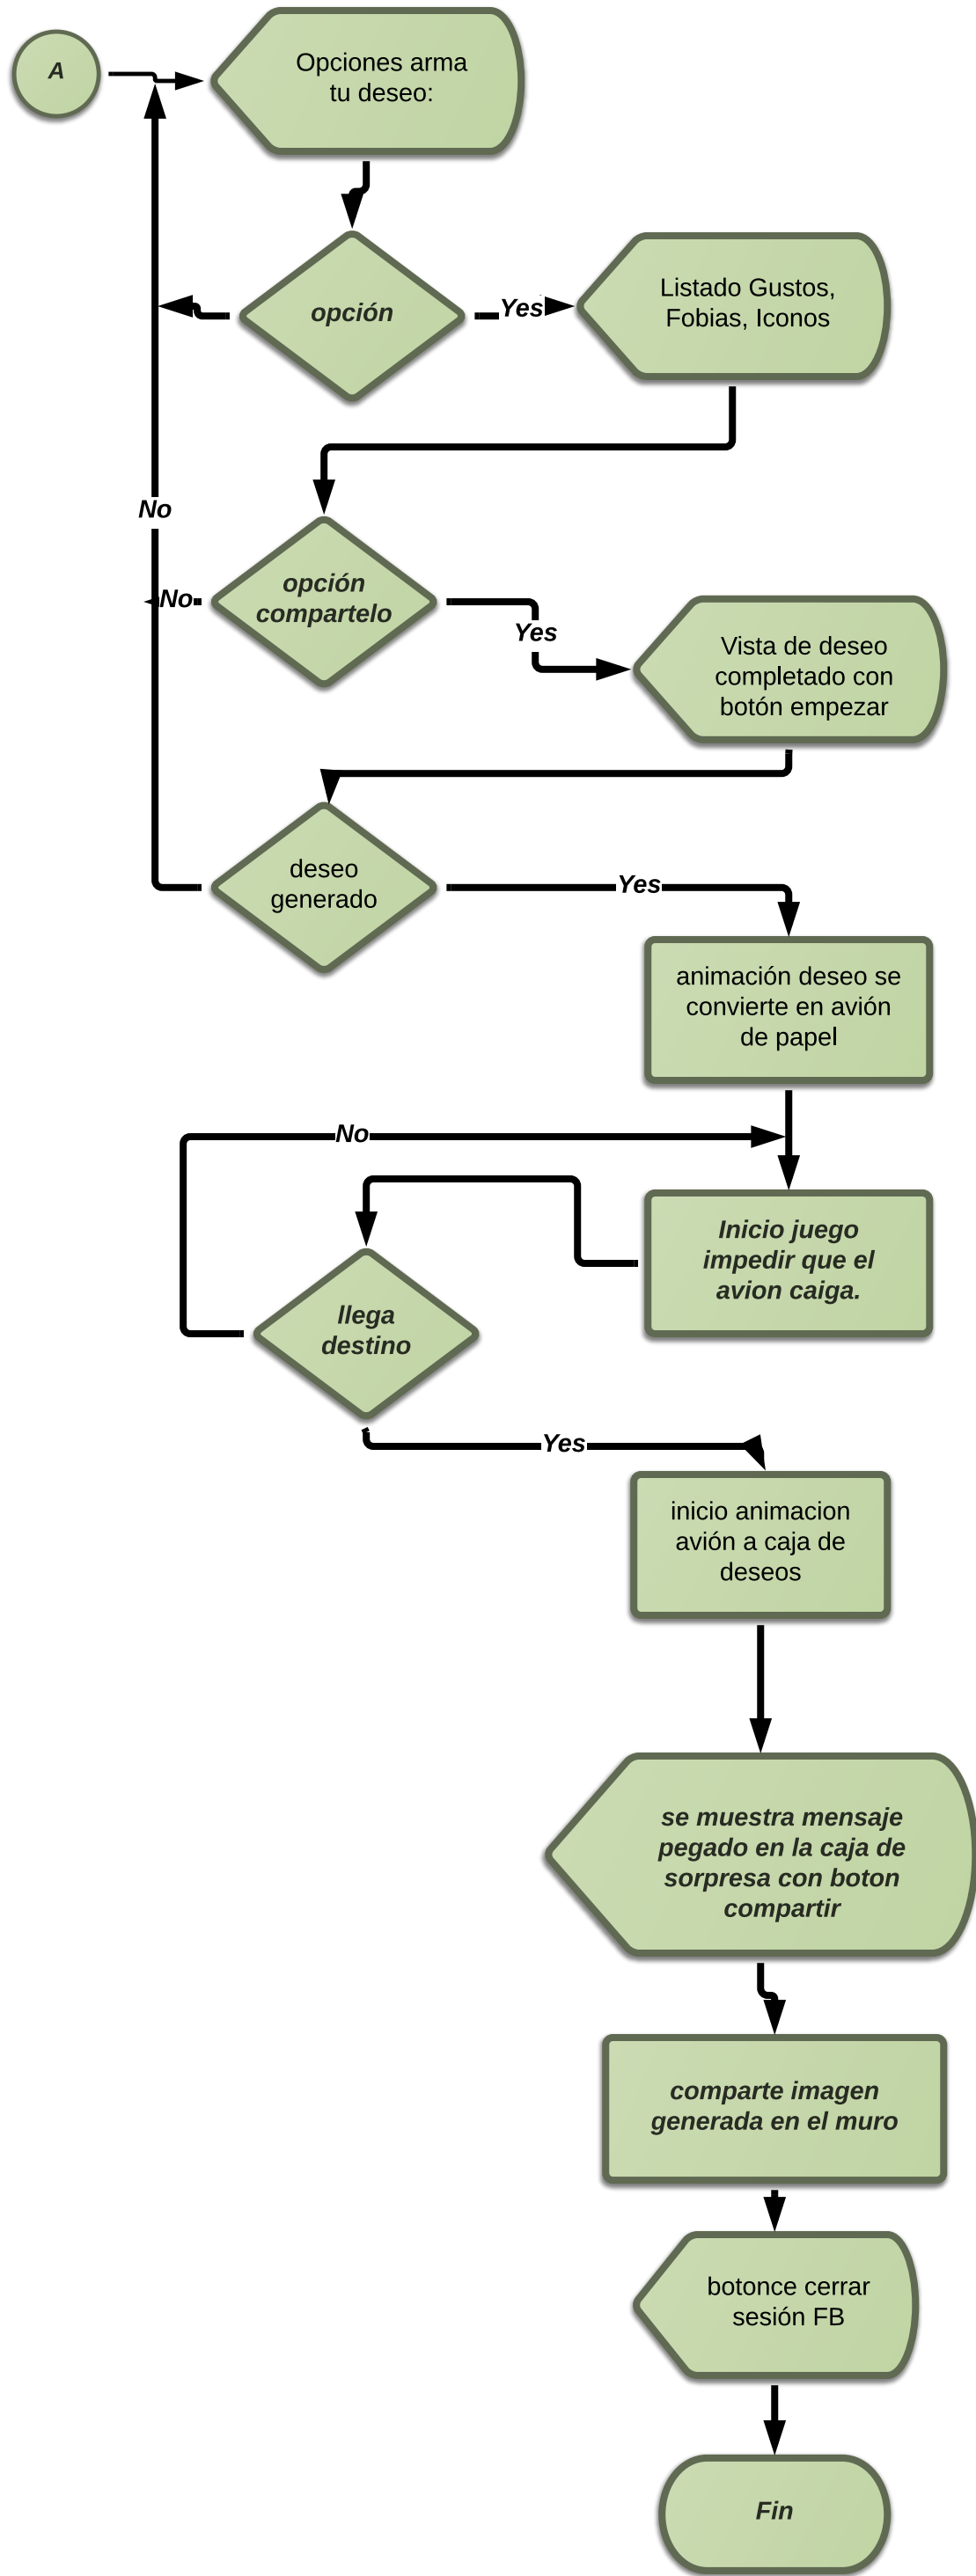 A
Opciones arma
tu deseo:
opción
Yes
Listado Gustos,
Fobias, Iconos
No
opción
compartelo
No
Yes
Vista de deseo
completado con
botón empezar
deseo
generado
Yes
animación deseo se
convierte en avión
de papel
No
Inicio juego
impedir que el
avion caiga.
llega
destino
Yes
inicio animacion
avión a caja de
deseos
se muestra mensaje
pegado en la caja de
sorpresa con boton
compartir
comparte imagen
generada en el muro
botonce cerrar
sesión FB
Fin